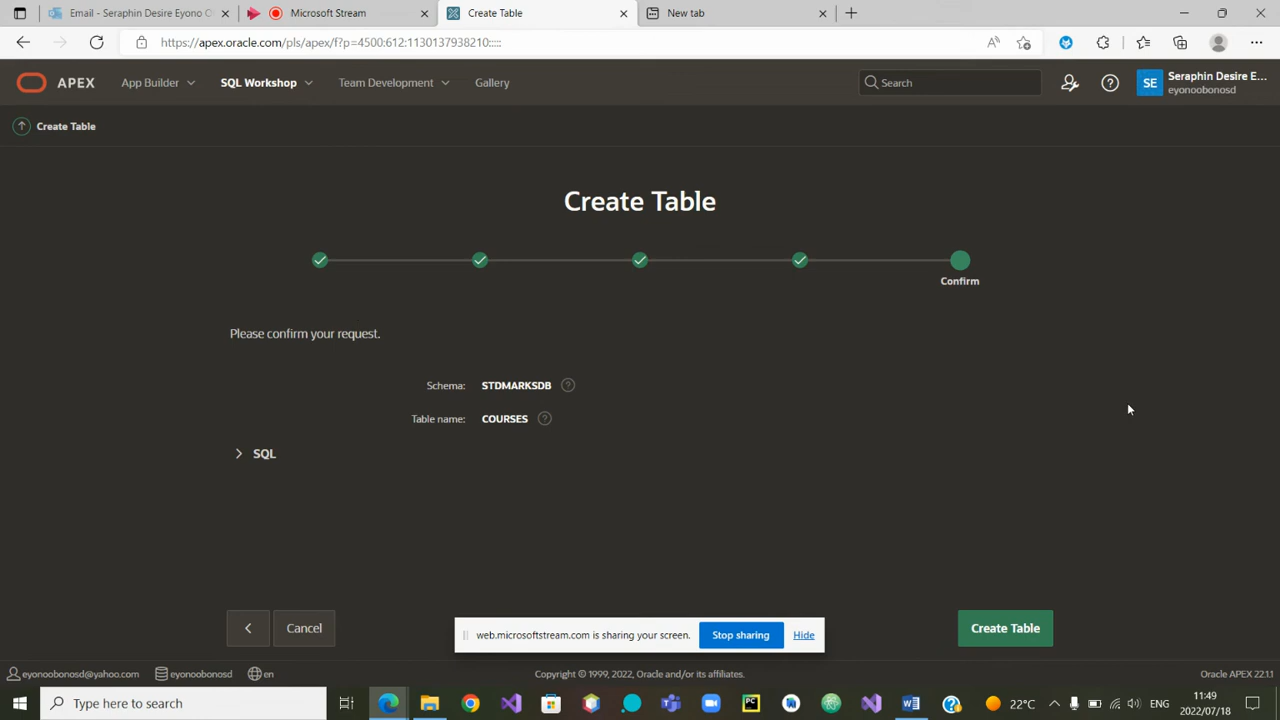 Email - Seraphin Desire Eyono O
Microsoft Stream
Create Table
New tab
https://apex.oracle.com/pls/apex/f?p=4500:612:1130137938210:::::
APEX
App Builder
SQL Workshop
Team Development
Gallery
Search
SE
Seraphin Desire E...
eyonoobonosd
Create Table
Create Table
Confirm
Please confirm your request.
Schema: STDMARKSDB
Table name: COURSES
SQL
Cancel
web.microsoftstream.com is sharing your screen.
Stop sharing
Hide
Create Table
eyonoobonosd@yahoo.com
eyonoobonosd
en
Copyright © 1999, 2022, Oracle and/or its affiliates.
Oracle APEX 22.1.1
Type here to search
22°C
ENG
11:49
2022/07/18